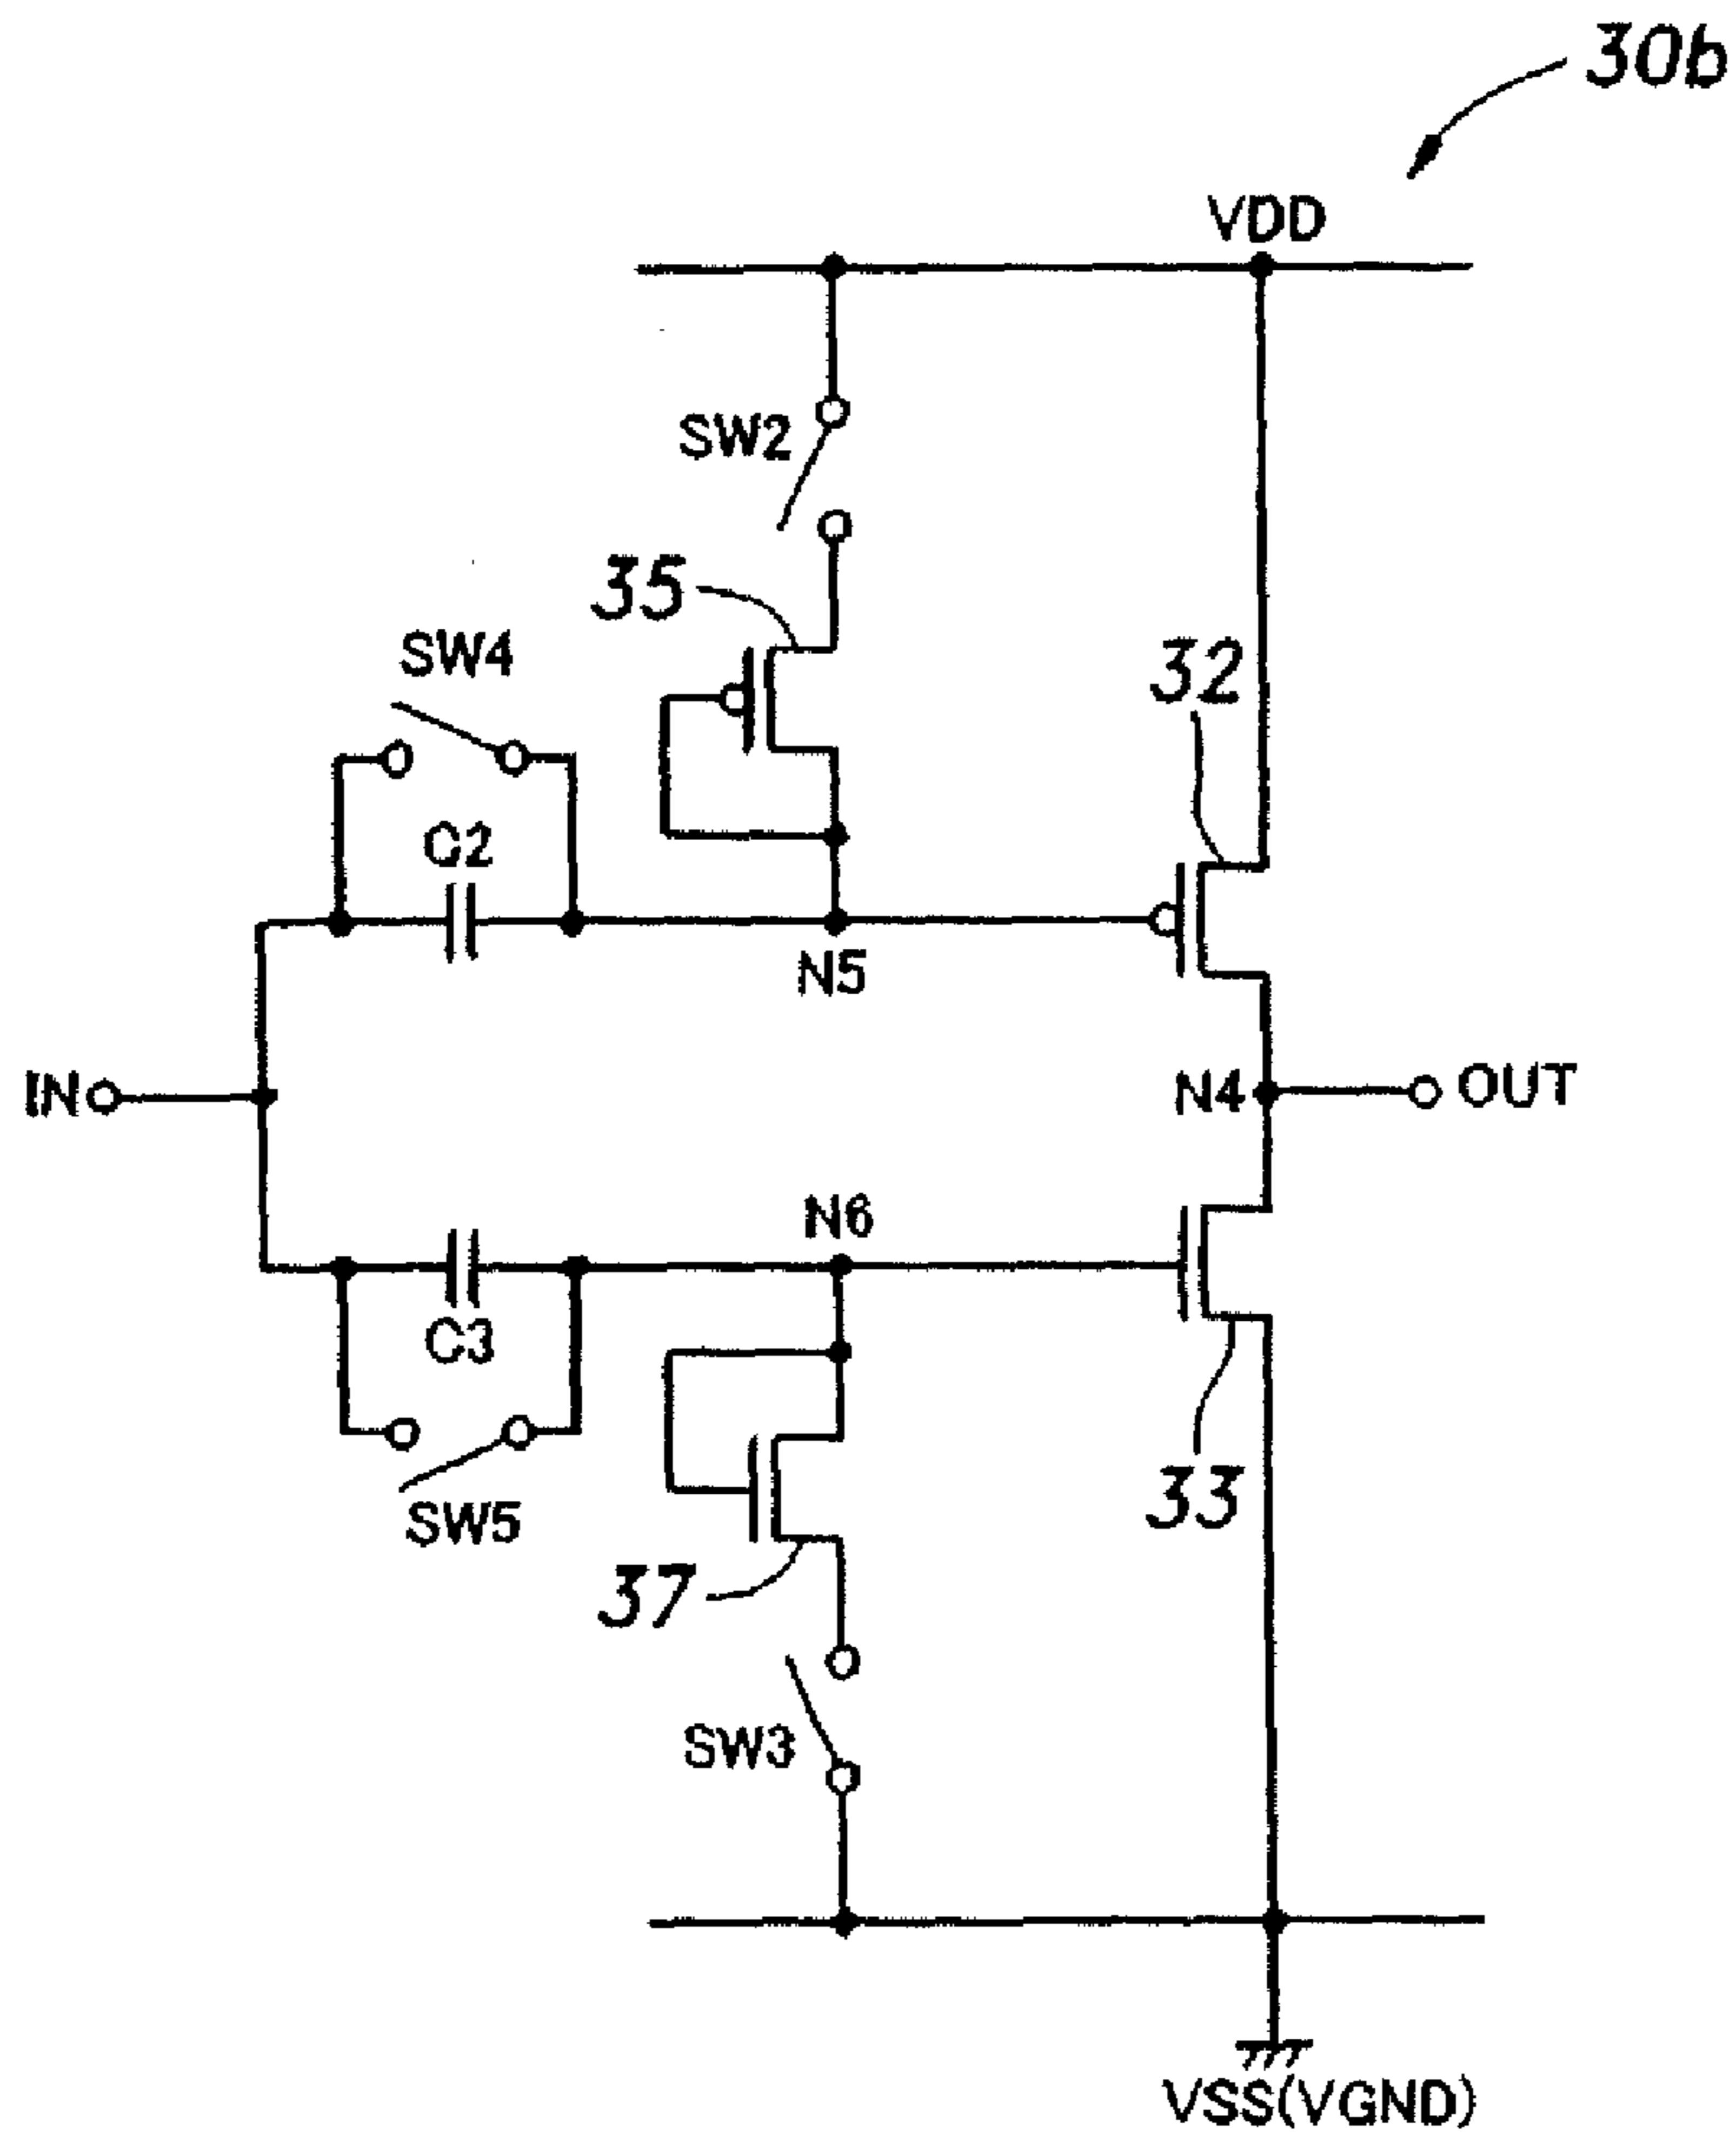 30b
VDD
SW2
35
SW4
32
C2
N5
IN
N4
OUT
N6
C3
SW5
33
37
SW3
VSS(VGND)